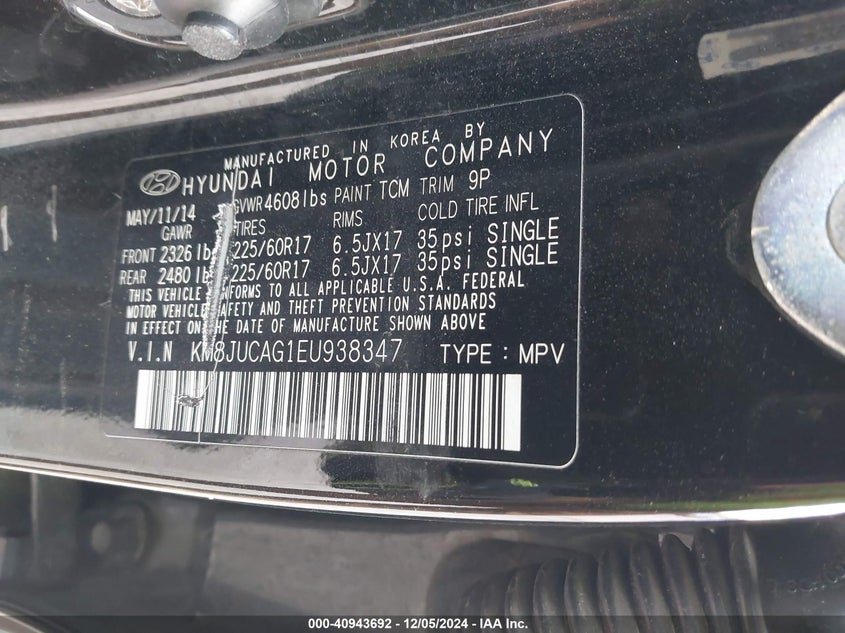 MANUFACTURED IN KOREA BY
HYUNDAI MOTOR COMPANY
MAY/11/14 GVWR 4608lbs PAINT TCM TRIM 9P
GAWR TIRES RIMS COLD TIRE INFL
FRONT 2326 lb 225/60R17 6.5JX17 35psi SINGLE
REAR 2480 lb 225/60R17 6.5JX17 35psi SINGLE
THIS VEHICLE FORMS TO ALL APPLICABLE U.S.A. FEDERAL
MOTOR VEHICLE SAFETY AND THEFT PREVENTION STANDARDS
IN EFFECT ON THE DATE OF MANUFACTURE SHOWN ABOVE
V.I.N KM8JUCAG1EU938347 TYPE : MPV
000-40943692 - 12/05/2024 - IAA Inc.